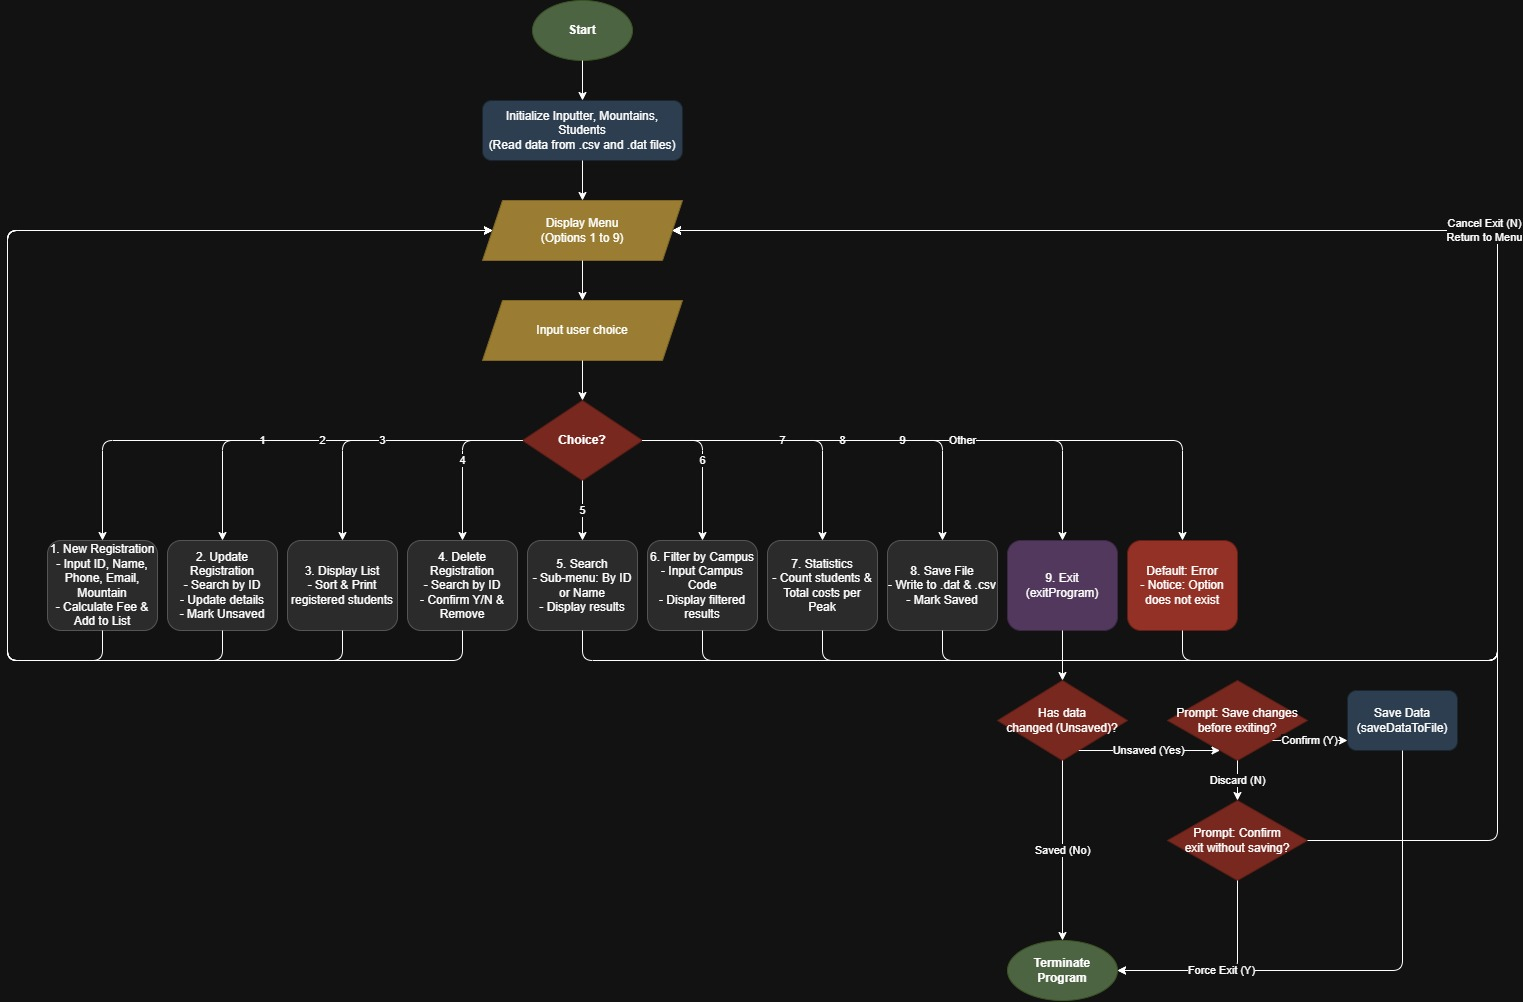 Start
Initialize Inputter, Mountains,
Students
(Read data from .csv and .dat files)
Display Menu
(Options 1 to 9)
Cancel Exit (N)
Return to Menu
Input user choice
Choice?
1
2
3
4
5
6
7
8
9
Other
1. New Registration
- Input ID, Name,
Phone, Email,
Mountain
- Calculate Fee &
Add to List
2. Update
Registration
- Search by ID
- Update details
- Mark Unsaved
3. Display List
- Sort & Print
registered students
4. Delete
Registration
- Search by ID
- Confirm Y/N &
Remove
5. Search
- Sub-menu: By ID
or Name
- Display results
6. Filter by Campus
- Input Campus
Code
- Display filtered
results
7. Statistics
- Count students &
Total costs per
Peak
8. Save File
- Write to .dat & .csv
- Mark Saved
9. Exit
(exitProgram)
Default: Error
- Notice: Option
does not exist
Has data
changed (Unsaved)?
Unsaved (Yes)
Prompt: Save changes
before exiting?
Confirm (Y)
Save Data
(saveDataToFile)
Discard (N)
Prompt: Confirm
exit without saving?
Saved (No)
Terminate
Program
Force Exit (Y)